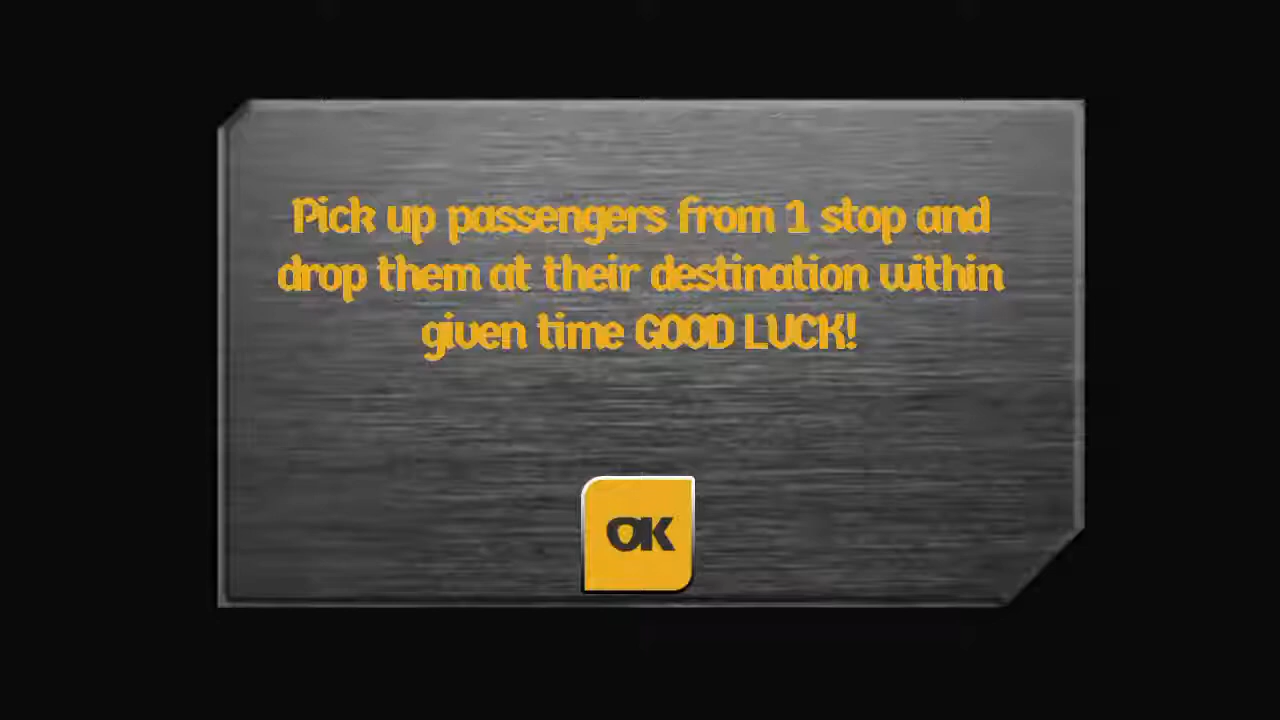 Pick up passengers from 1 stop and
drop them at their destination within
given time GOOD LUCK!
OK